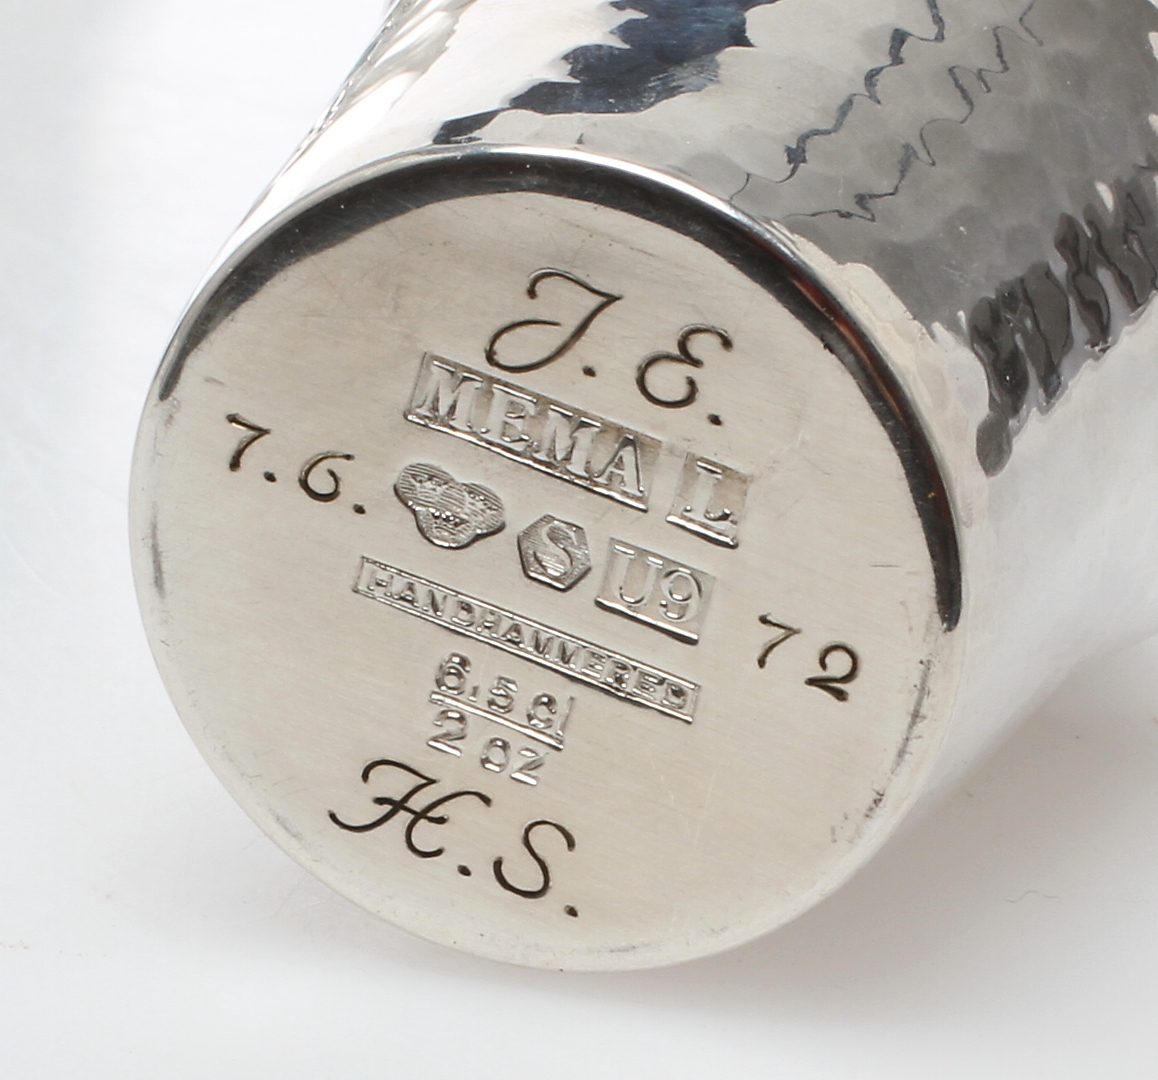 J. E.
MEMA L
7.6. S U9 72
HANDHAMMERED
6.5 Cl
2 OZ
H.S.